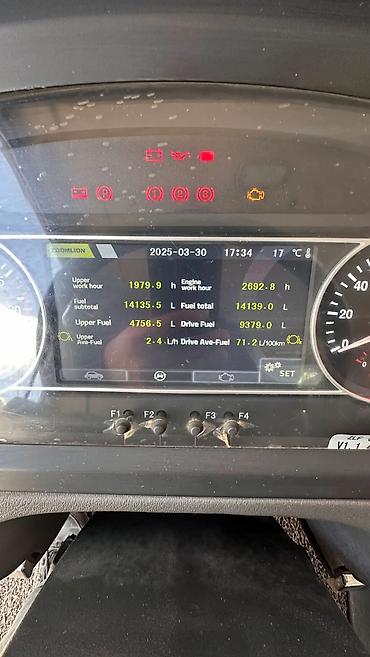 ZOOMLION 2025-03-30 17:34 17 °C
Upper work hour 1979.9 h Engine work hour 2692.8 h
Fuel subtotal 14135.5 L Fuel total 14139.0 L
Upper Fuel 4756.5 L Drive Fuel 9379.0 L
Upper Ave-Fuel 2.4 L/h Drive Ave-Fuel 71.2 L/100km
SET
F1 F2 F3 F4
40
20
0